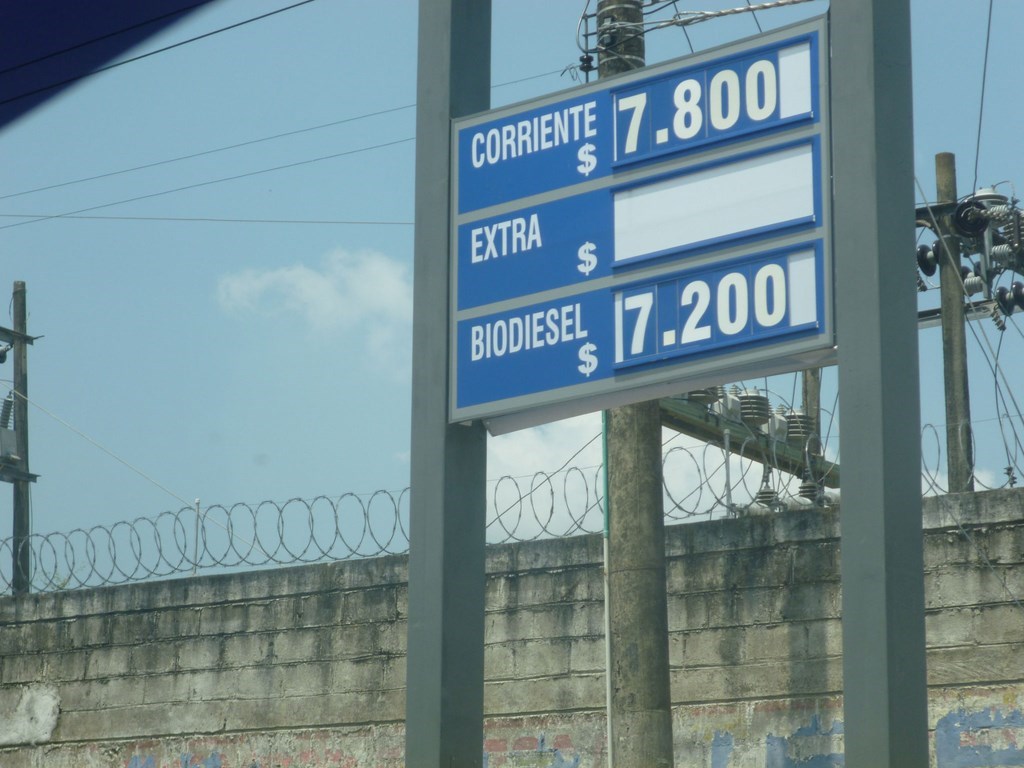 CORRIENTE $ 7.800
EXTRA $
BIODIESEL $ 7.200